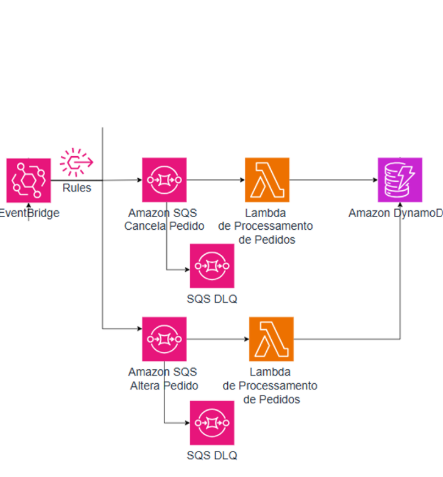 Rules
EventBridge
Amazon SQS
Cancela Pedido
Lambda
de Processamento
de Pedidos
Amazon DynamoD
SQS DLQ
Amazon SQS
Altera Pedido
Lambda
de Processamento
de Pedidos
SQS DLQ